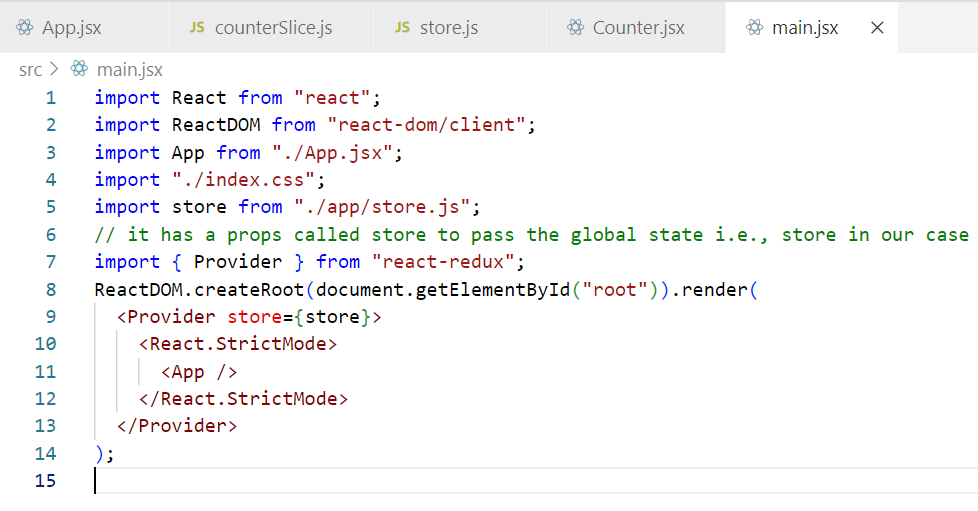 App.jsx JS counterSlice.js JS store.js Counter.jsx main.jsx ×
src > main.jsx
1 import React from "react";
2 import ReactDOM from "react-dom/client";
3 import App from "./App.jsx";
4 import "./index.css";
5 import store from "./app/store.js";
6 // it has a props called store to pass the global state i.e., store in our case
7 import { Provider } from "react-redux";
8 ReactDOM.createRoot(document.getElementById("root")).render(
9 <Provider store={store}>
10 <React.StrictMode>
11 <App />
12 </React.StrictMode>
13 </Provider>
14 );
15